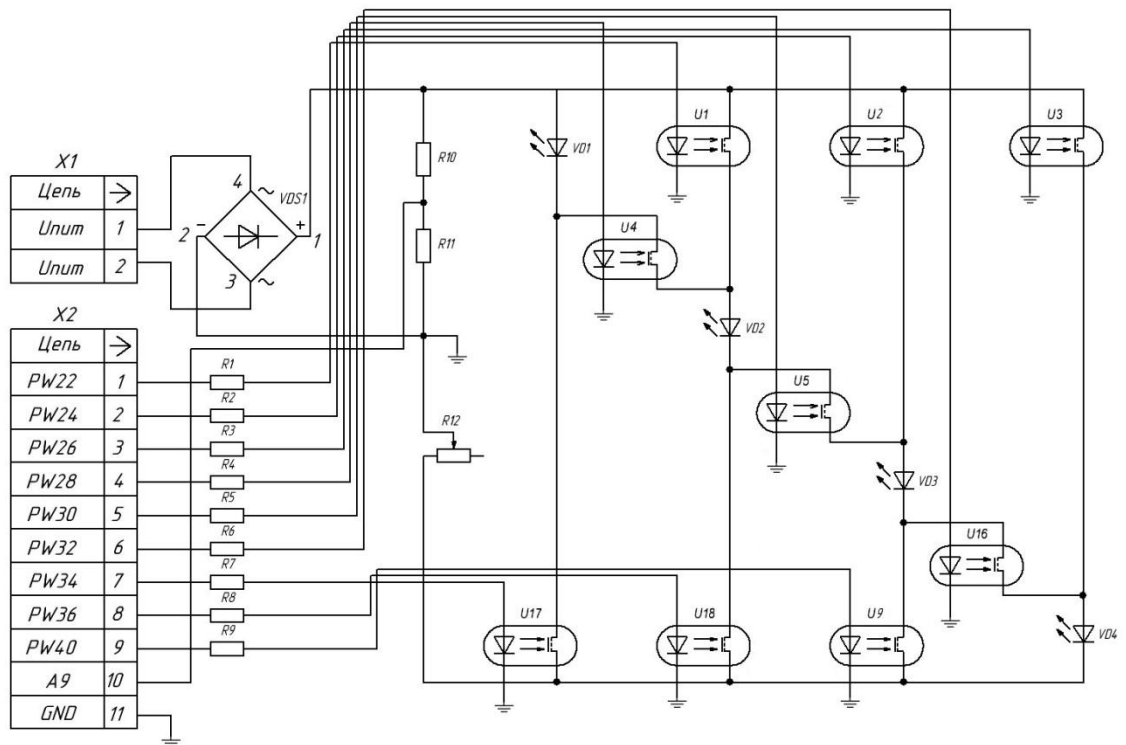 U1
U2
U3
VD1
R10
X1
Цепь
Uпит 1
Uпит 2
4
~
VDS1
2
−
+
1
3
~
R11
U4
VD2
X2
Цепь
PW22 1
PW24 2
PW26 3
PW28 4
PW30 5
PW32 6
PW34 7
PW36 8
PW40 9
A9 10
GND 11
R1
R2
R3
R4
R5
R6
R7
R8
R9
R12
U5
VD3
U16
U17
U18
U9
VD4